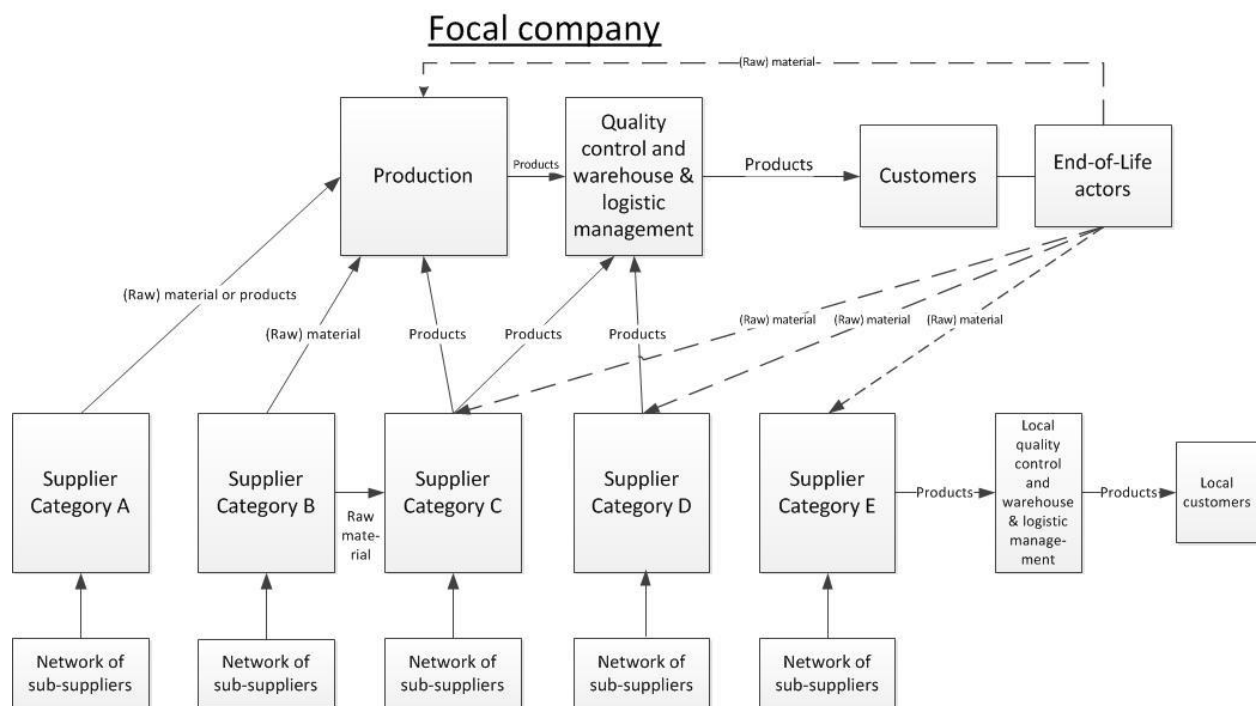 Focal company
(Raw) material
Production
Products
Quality
control and
warehouse &
logistic
management
Products
Customers
End-of-Life
actors
(Raw) material or products
(Raw) material
Products
Products
Products
(Raw) material
(Raw) material
(Raw) material
Supplier
Category A
Supplier
Category B
Raw
mate-
rial
Supplier
Category C
Supplier
Category D
Supplier
Category E
Products
Local
quality
control
and
warehouse
& logistic
manage-
ment
Products
Local
customers
Network of
sub-suppliers
Network of
sub-suppliers
Network of
sub-suppliers
Network of
sub-suppliers
Network of
sub-suppliers